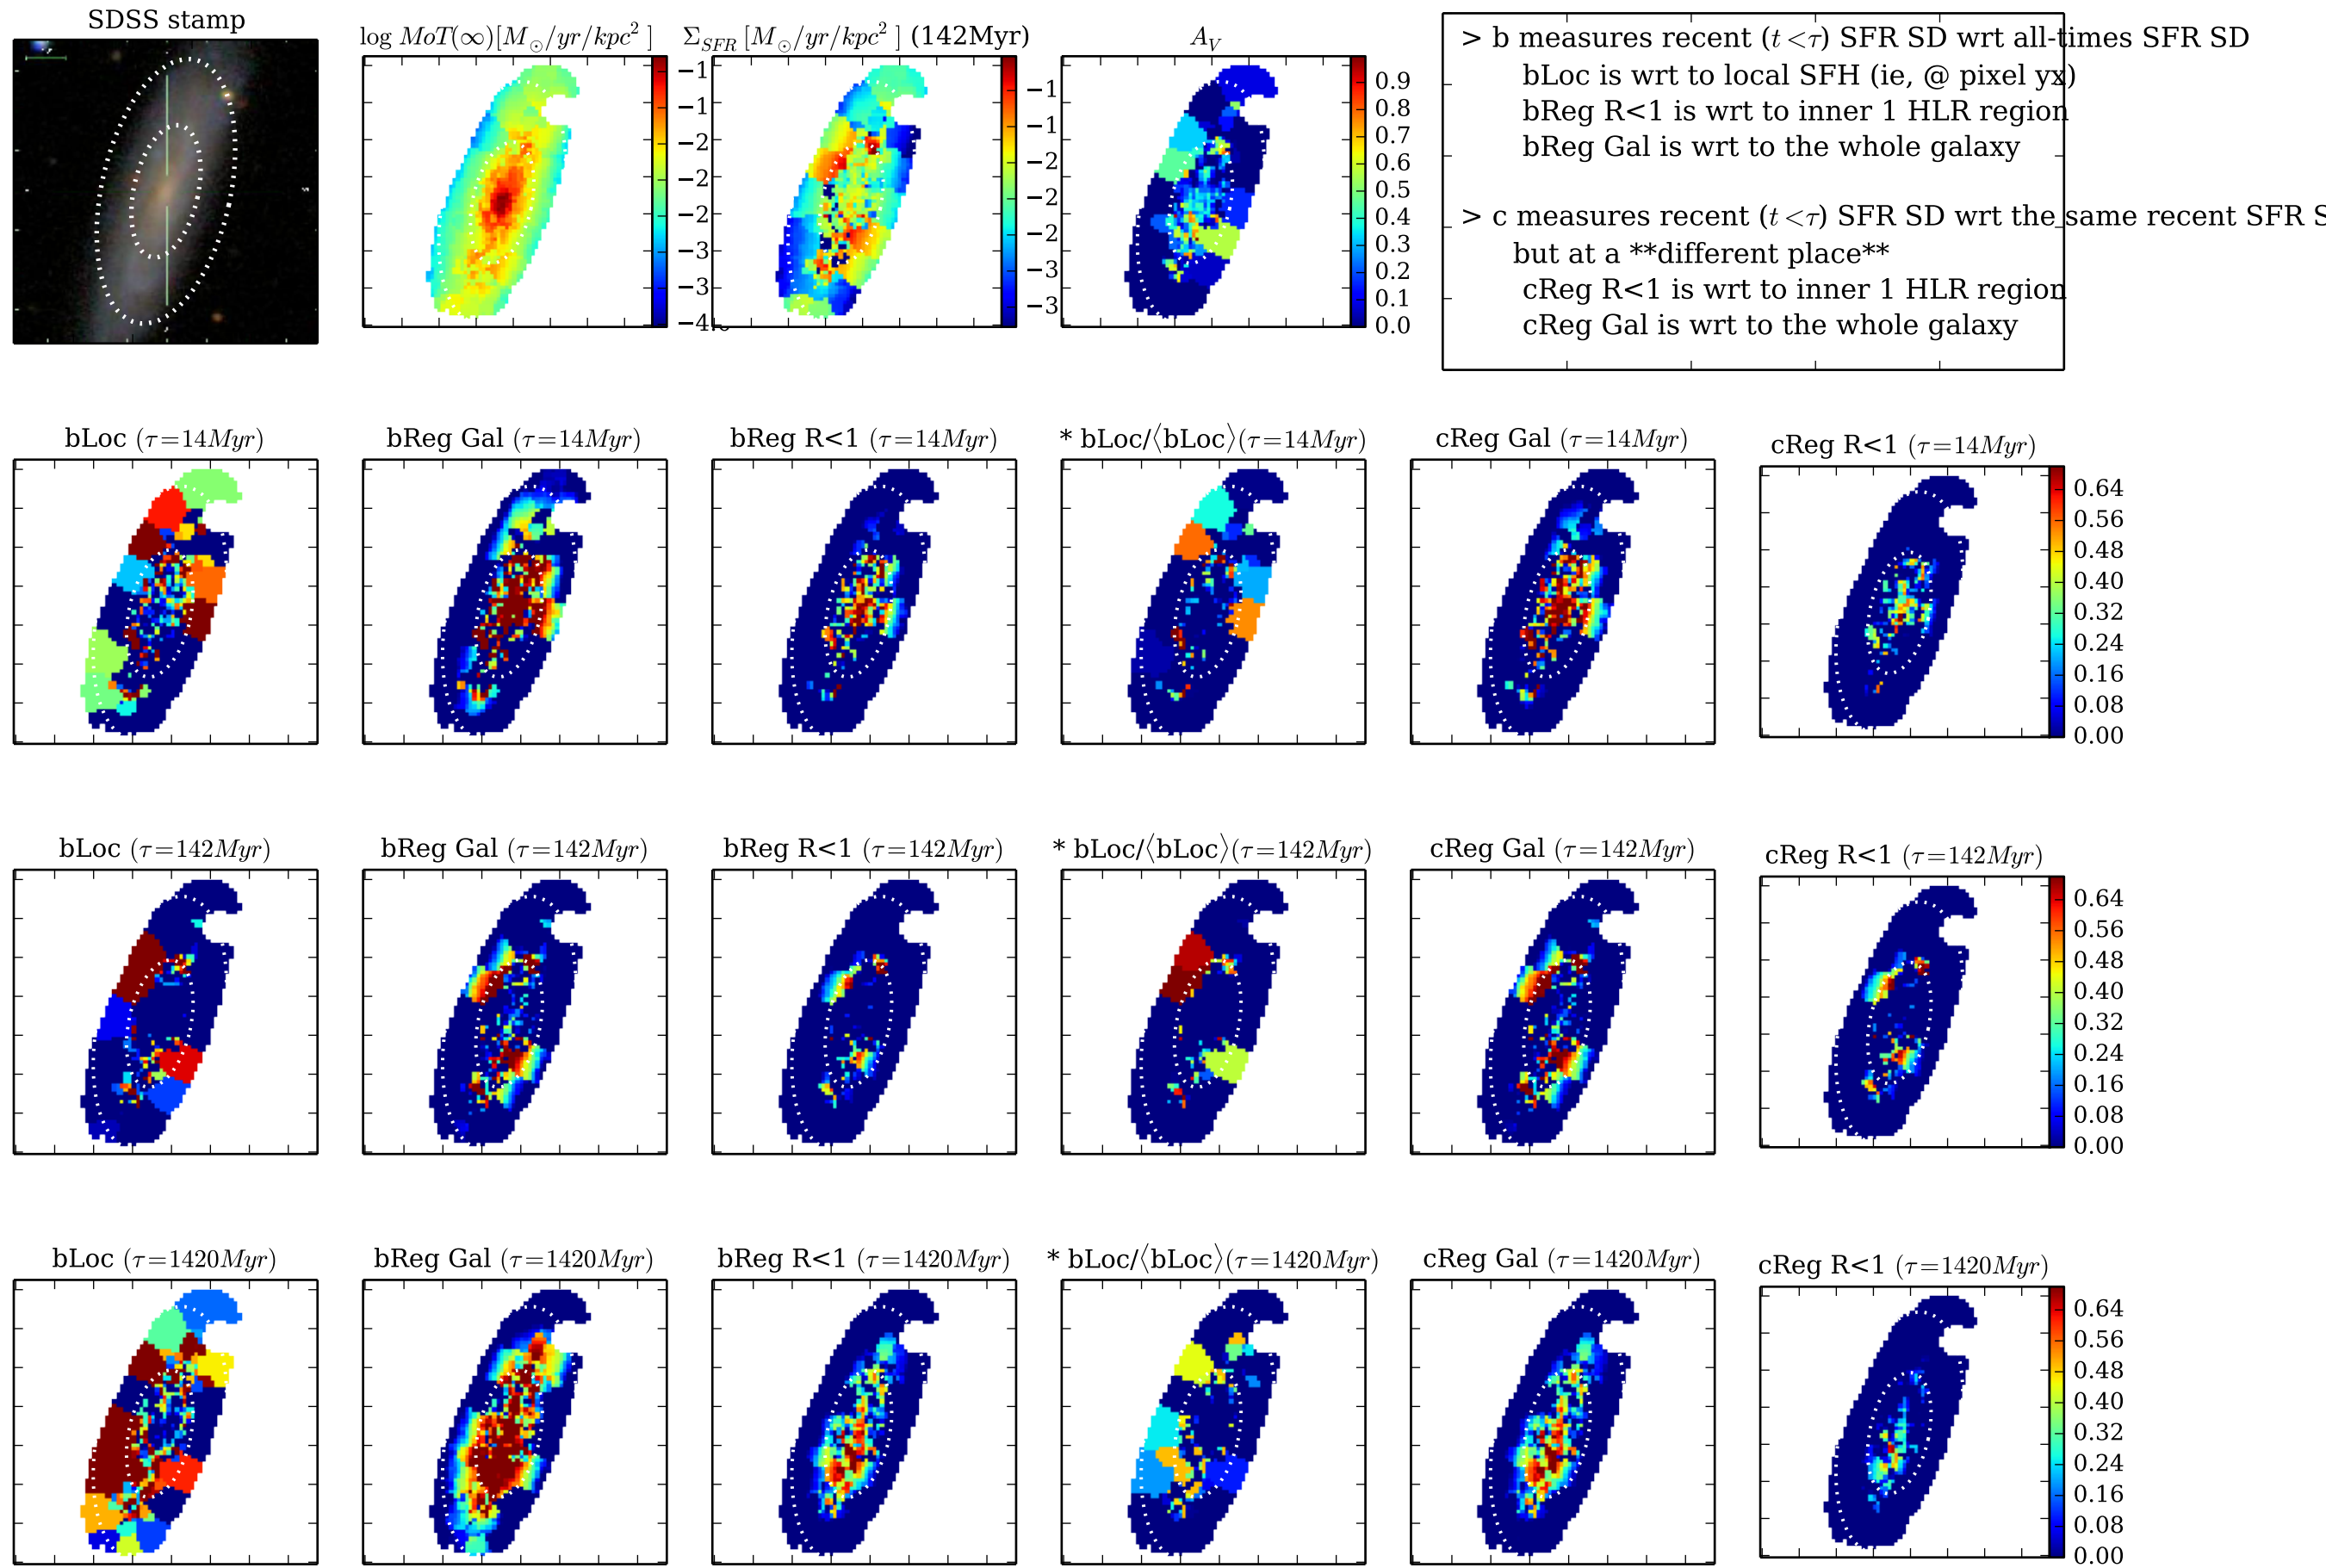 SDSS stamp
log MoT(∞)[M⊙/yr/kpc² ]
Σ_SFR [M⊙/yr/kpc² ] (142Myr)
A_V
−1
−1
−2
−2
−2
−3
−3
−1
−1
−2
−2
−2
−3
−3
0.9
0.8
0.7
0.6
0.5
0.4
0.3
0.2
0.1
0.0
> b measures recent (t<τ) SFR SD wrt all-times SFR SD
bLoc is wrt to local SFH (ie, @ pixel yx)
bReg R<1 is wrt to inner 1 HLR region
bReg Gal is wrt to the whole galaxy
> c measures recent (t<τ) SFR SD wrt the same recent SFR S
but at a **different place**
cReg R<1 is wrt to inner 1 HLR region
cReg Gal is wrt to the whole galaxy
bLoc (τ=14Myr)
bReg Gal (τ=14Myr)
bReg R<1 (τ=14Myr)
* bLoc/⟨bLoc⟩(τ=14Myr)
cReg Gal (τ=14Myr)
cReg R<1 (τ=14Myr)
0.64
0.56
0.48
0.40
0.32
0.24
0.16
0.08
0.00
bLoc (τ=142Myr)
bReg Gal (τ=142Myr)
bReg R<1 (τ=142Myr)
* bLoc/⟨bLoc⟩(τ=142Myr)
cReg Gal (τ=142Myr)
cReg R<1 (τ=142Myr)
0.64
0.56
0.48
0.40
0.32
0.24
0.16
0.08
0.00
bLoc (τ=1420Myr)
bReg Gal (τ=1420Myr)
bReg R<1 (τ=1420Myr)
* bLoc/⟨bLoc⟩(τ=1420Myr)
cReg Gal (τ=1420Myr)
cReg R<1 (τ=1420Myr)
0.64
0.56
0.48
0.40
0.32
0.24
0.16
0.08
0.00